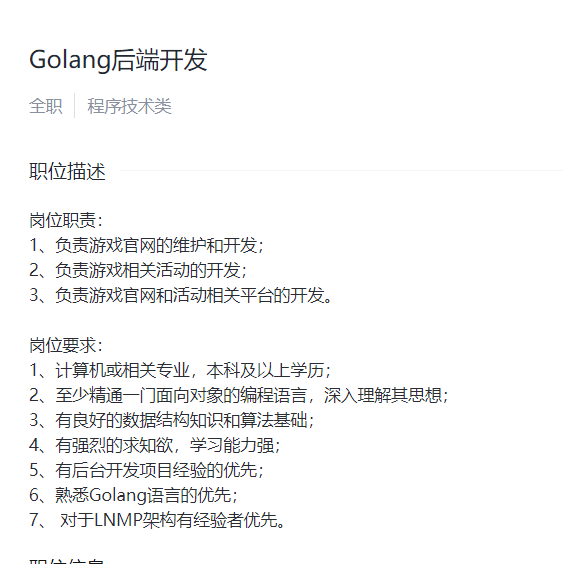 Golang后端开发
全职 程序技术类
职位描述
岗位职责：
1、负责游戏官网的维护和开发；
2、负责游戏相关活动的开发；
3、负责游戏官网和活动相关平台的开发。
岗位要求：
1、计算机或相关专业，本科及以上学历；
2、至少精通一门面向对象的编程语言，深入理解其思想；
3、有良好的数据结构知识和算法基础；
4、有强烈的求知欲，学习能力强；
5、有后台开发项目经验的优先；
6、熟悉Golang语言的优先；
7、 对于LNMP架构有经验者优先。